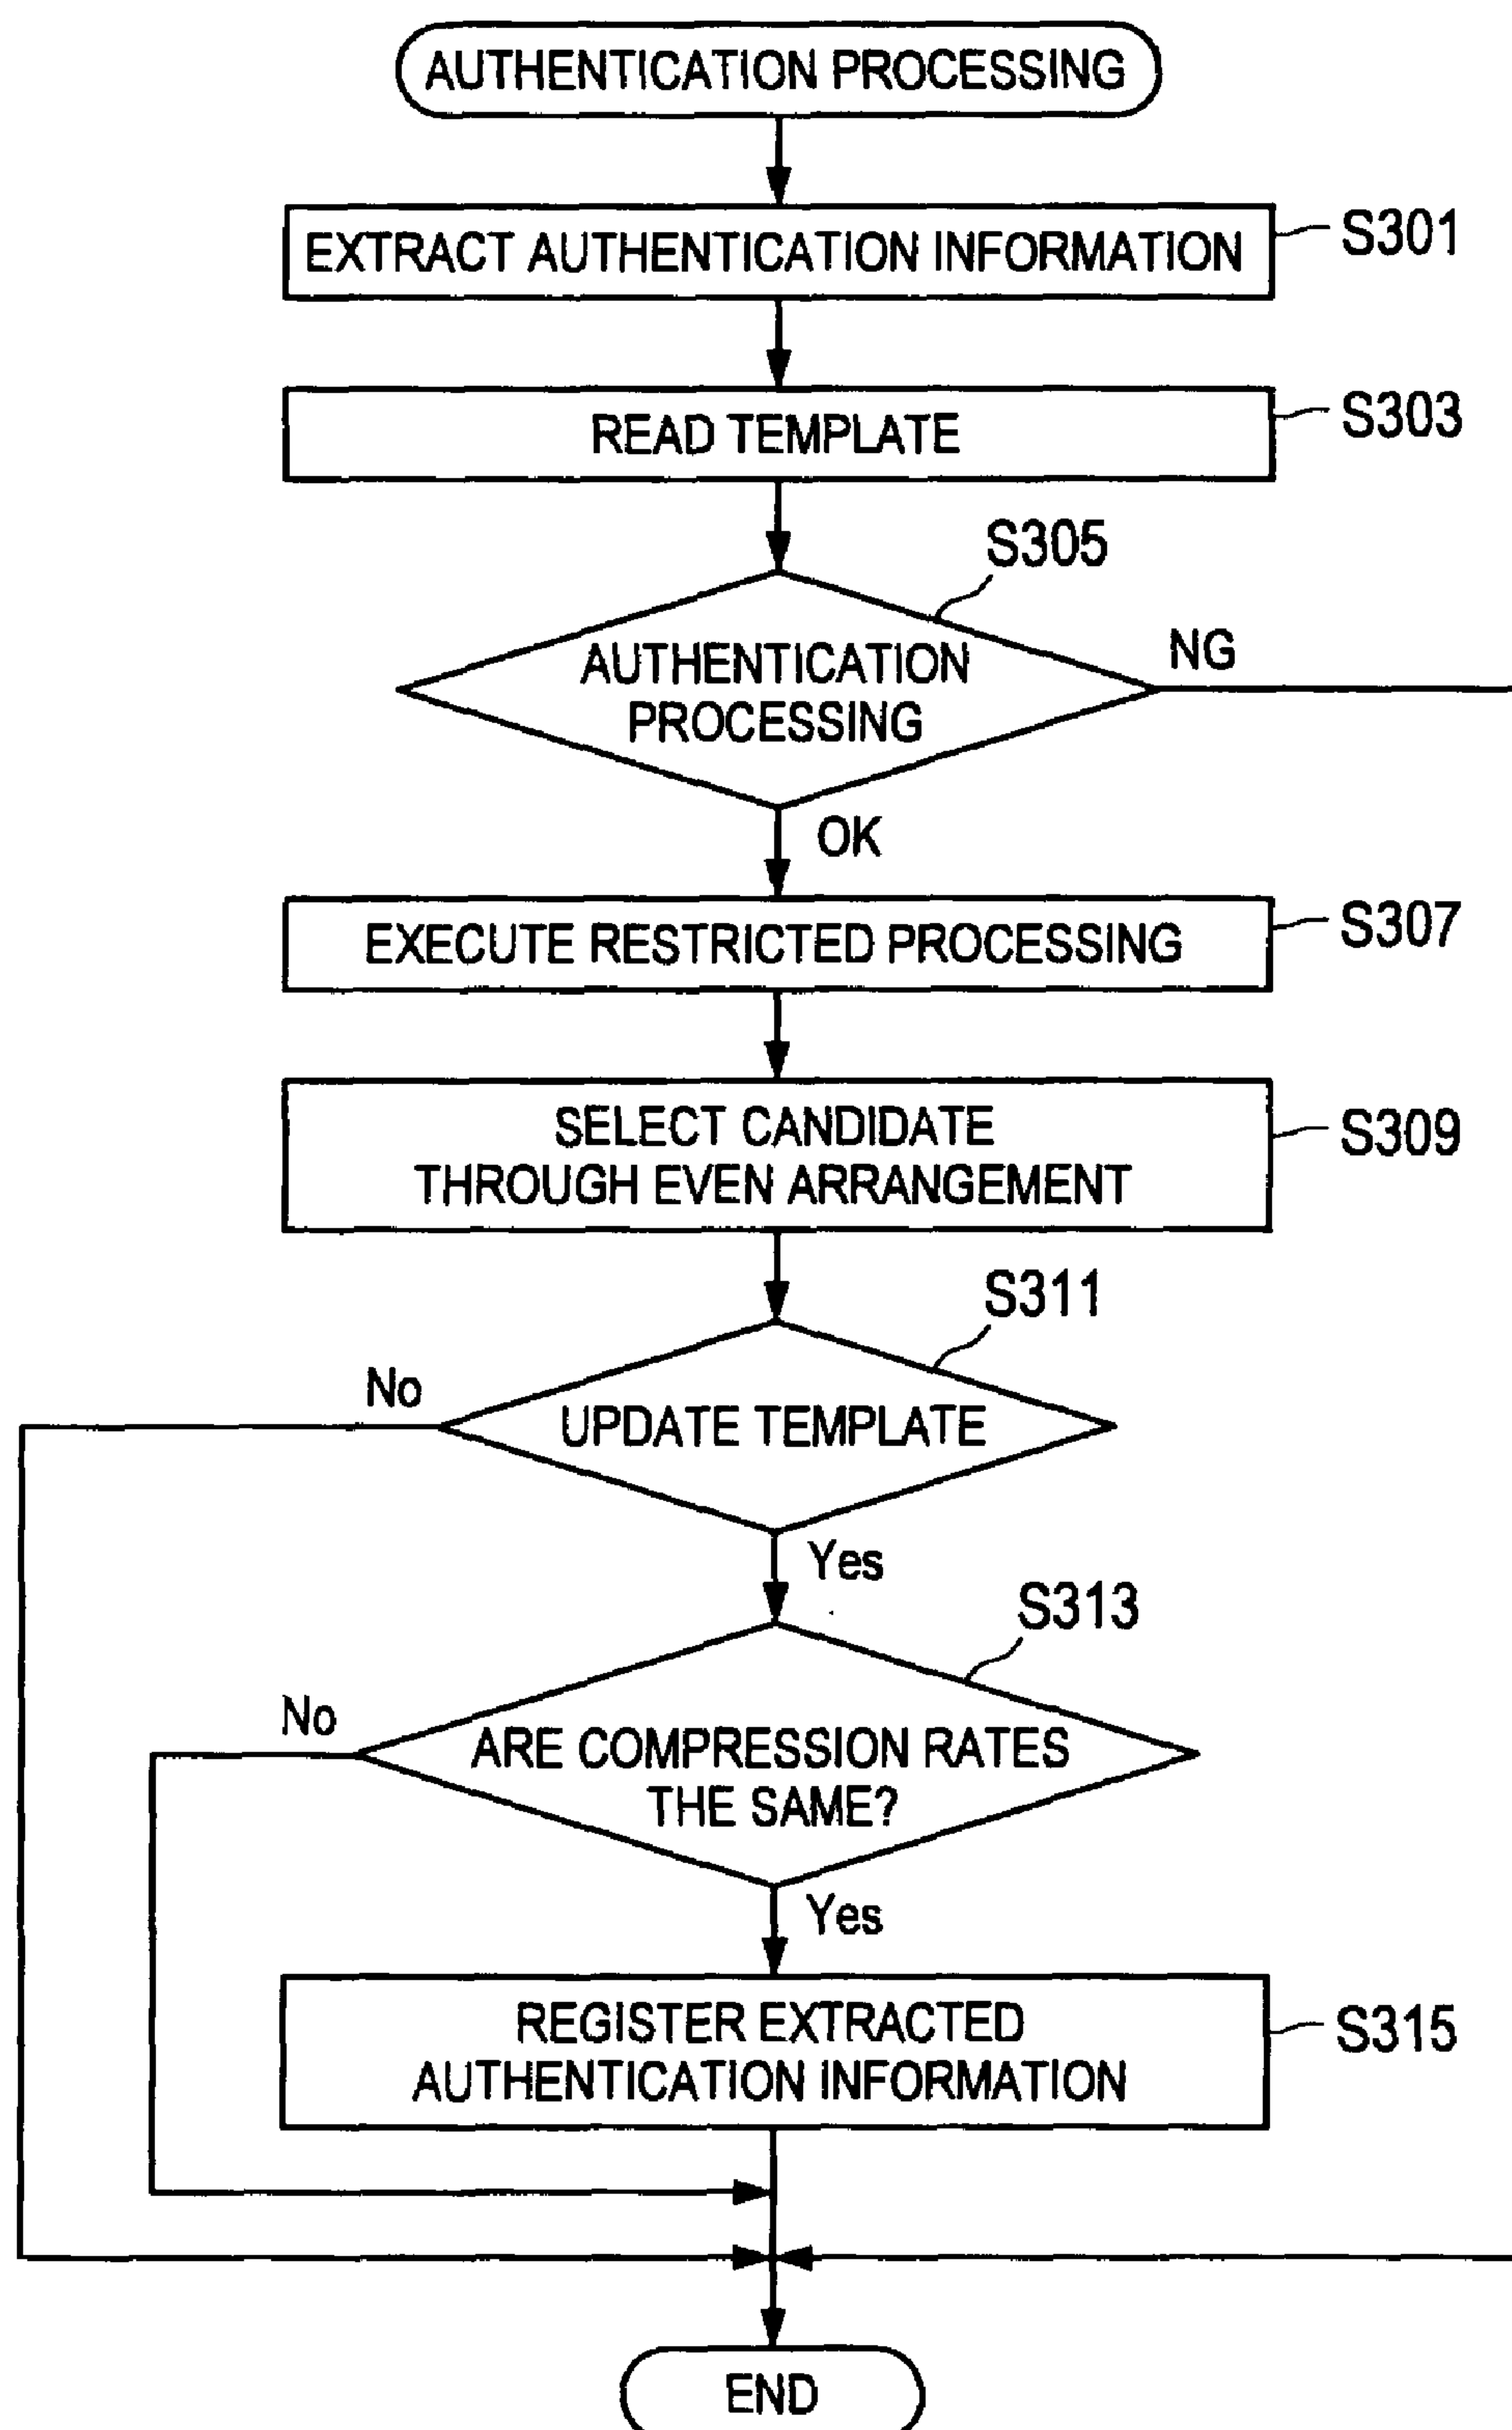 AUTHENTICATION PROCESSING
EXTRACT AUTHENTICATION INFORMATION
S301
READ TEMPLATE
S303
S305
AUTHENTICATION
PROCESSING
NG
OK
EXECUTE RESTRICTED PROCESSING
S307
SELECT CANDIDATE
THROUGH EVEN ARRANGEMENT
S309
S311
No
UPDATE TEMPLATE
Yes
S313
No
ARE COMPRESSION RATES
THE SAME?
Yes
REGISTER EXTRACTED
AUTHENTICATION INFORMATION
S315
END